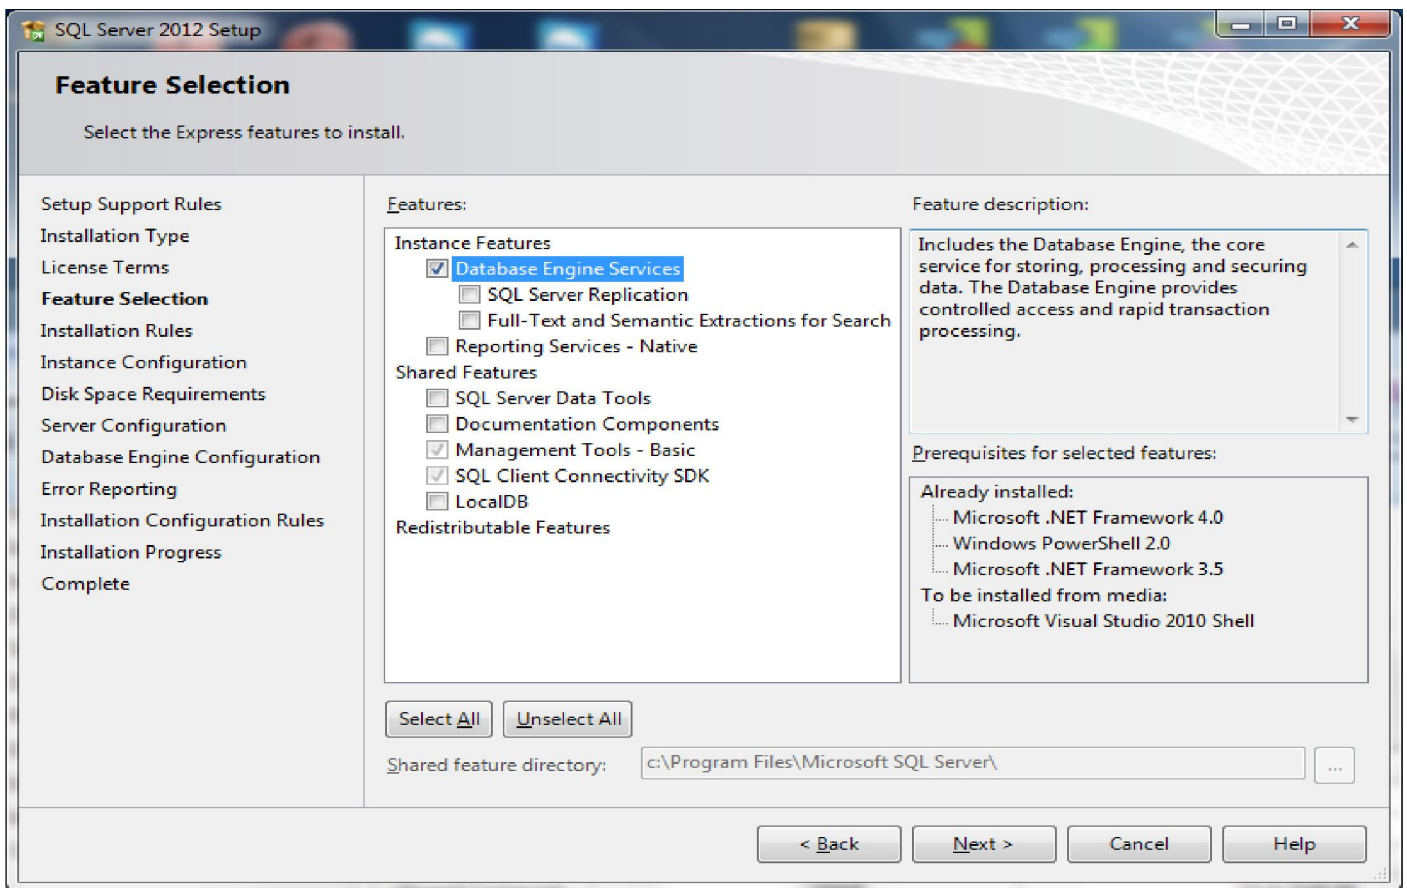 SQL Server 2012 Setup
Feature Selection
Select the Express features to install.
Setup Support Rules
Installation Type
License Terms
Feature Selection
Installation Rules
Instance Configuration
Disk Space Requirements
Server Configuration
Database Engine Configuration
Error Reporting
Installation Configuration Rules
Installation Progress
Complete
Features:
Instance Features
Database Engine Services
SQL Server Replication
Full-Text and Semantic Extractions for Search
Reporting Services - Native
Shared Features
SQL Server Data Tools
Documentation Components
Management Tools - Basic
SQL Client Connectivity SDK
LocalDB
Redistributable Features
Feature description:
Includes the Database Engine, the core
service for storing, processing and securing
data. The Database Engine provides
controlled access and rapid transaction
processing.
Prerequisites for selected features:
Already installed:
Microsoft .NET Framework 4.0
Windows PowerShell 2.0
Microsoft .NET Framework 3.5
To be installed from media:
Microsoft Visual Studio 2010 Shell
Select All
Unselect All
Shared feature directory:
c:\Program Files\Microsoft SQL Server\
...
< Back
Next >
Cancel
Help